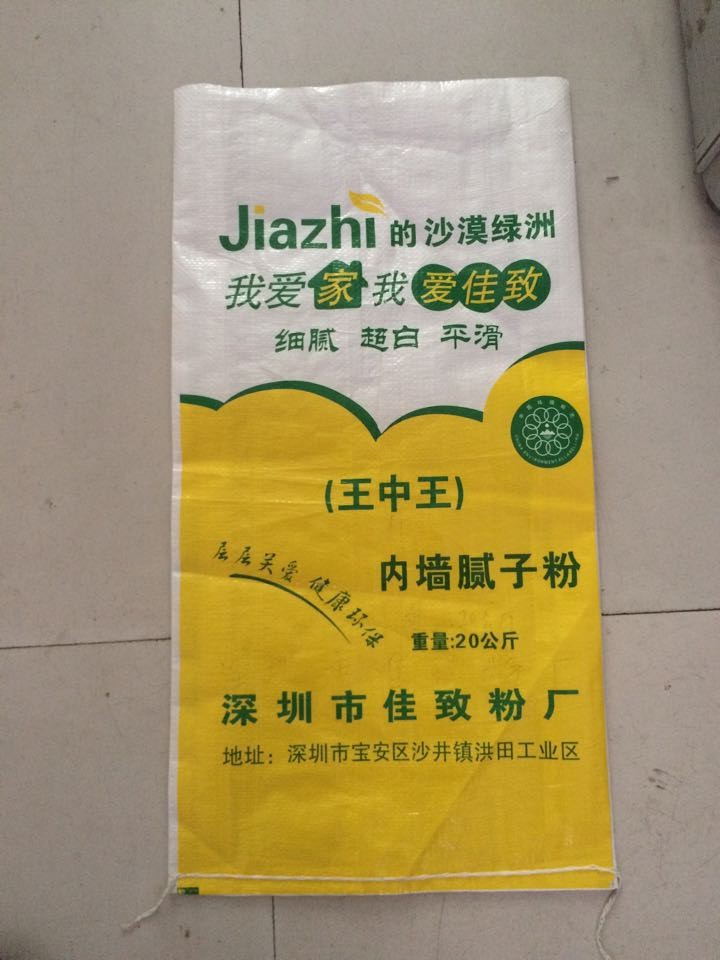 Jiazhi的沙漠绿洲
我爱家我爱佳致
细腻 超白 平滑
(王中王)
内墙腻子粉
层层关爱 健康环保
重量:20公斤
深圳市佳致粉厂
地址：深圳市宝安区沙井镇洪田工业区